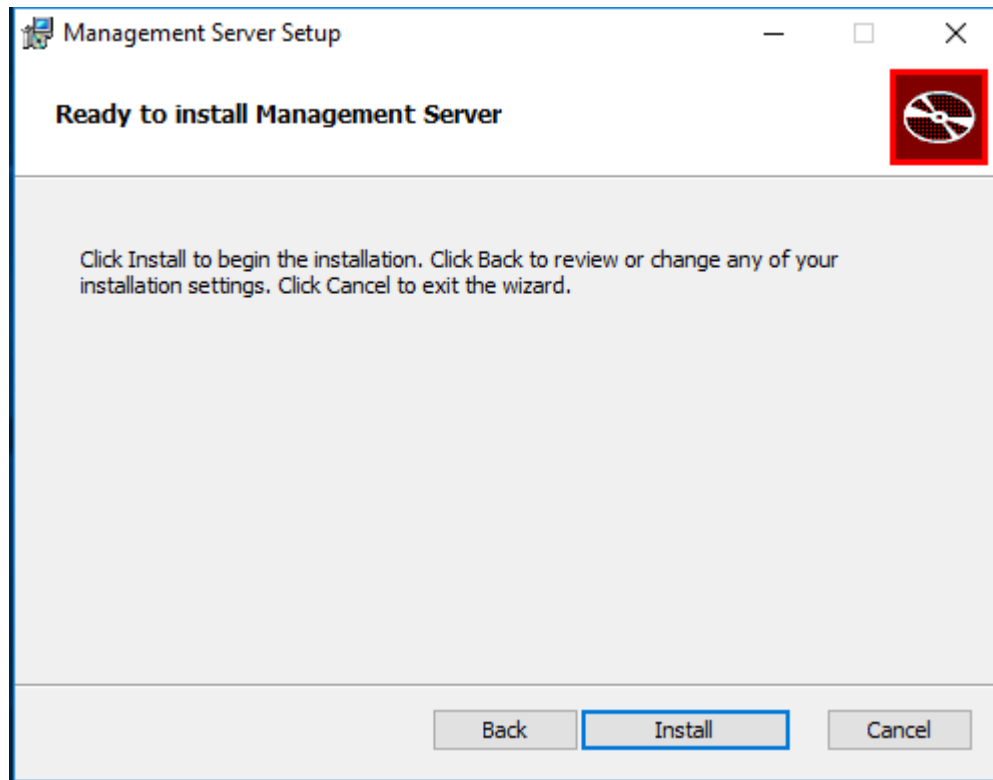 Management Server Setup
Ready to install Management Server
Click Install to begin the installation. Click Back to review or change any of your
installation settings. Click Cancel to exit the wizard.
Back
Install
Cancel